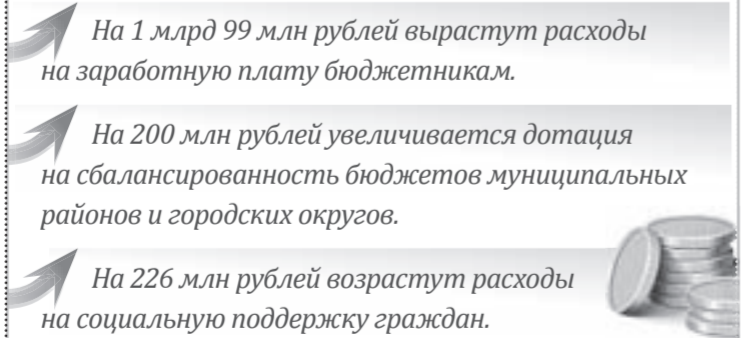 На 1 млрд 99 млн рублей вырастут расходы
на заработную плату бюджетникам.
На 200 млн рублей увеличивается дотация
на сбалансированность бюджетов муниципальных
районов и городских округов.
На 226 млн рублей возрастут расходы
на социальную поддержку граждан.